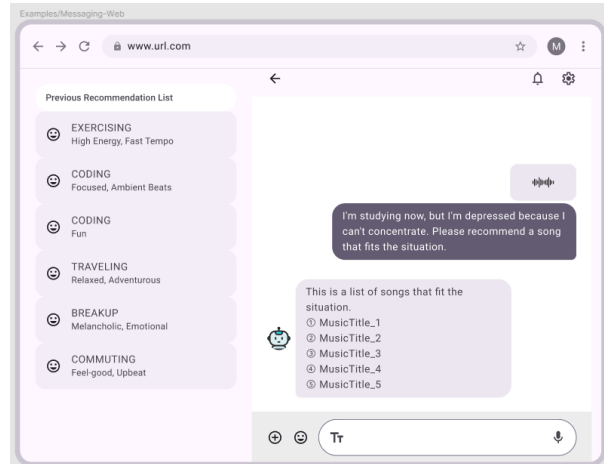 Examples/Messaging-Web
www.url.com
M
Previous Recommendation List
EXERCISING
High Energy, Fast Tempo
CODING
Focused, Ambient Beats
CODING
Fun
TRAVELING
Relaxed, Adventurous
BREAKUP
Melancholic, Emotional
COMMUTING
Feel-good, Upbeat
I'm studying now, but I'm depressed because I
can't concentrate. Please recommend a song
that fits the situation.
This is a list of songs that fit the
situation.
① MusicTitle_1
② MusicTitle_2
③ MusicTitle_3
④ MusicTitle_4
⑤ MusicTitle_5
Tт